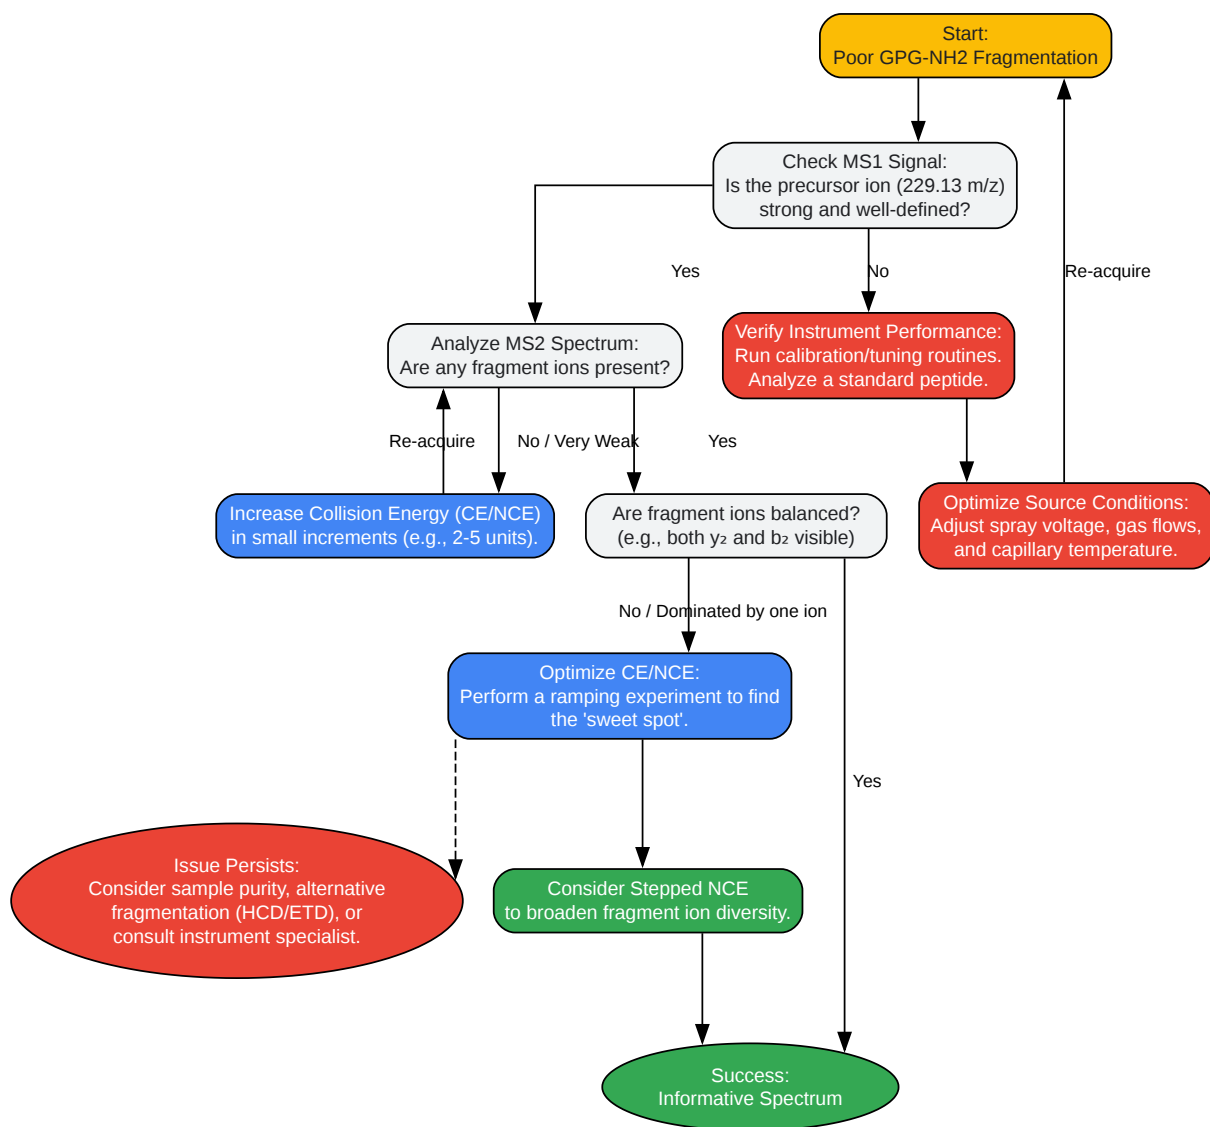 Start:
Poor GPG-NH2 Fragmentation
Check MS1 Signal:
Is the precursor ion (229.13 m/z)
strong and well-defined?
Yes
No
Re-acquire
Analyze MS2 Spectrum:
Are any fragment ions present?
Verify Instrument Performance:
Run calibration/tuning routines.
Analyze a standard peptide.
Re-acquire
No / Very Weak
Yes
Increase Collision Energy (CE/NCE)
in small increments (e.g., 2-5 units).
Are fragment ions balanced?
(e.g., both y₂ and b₂ visible)
Optimize Source Conditions:
Adjust spray voltage, gas flows,
and capillary temperature.
No / Dominated by one ion
Optimize CE/NCE:
Perform a ramping experiment to find
the 'sweet spot'.
Yes
Issue Persists:
Consider sample purity, alternative
fragmentation (HCD/ETD), or
consult instrument specialist.
Consider Stepped NCE
to broaden fragment ion diversity.
Success:
Informative Spectrum